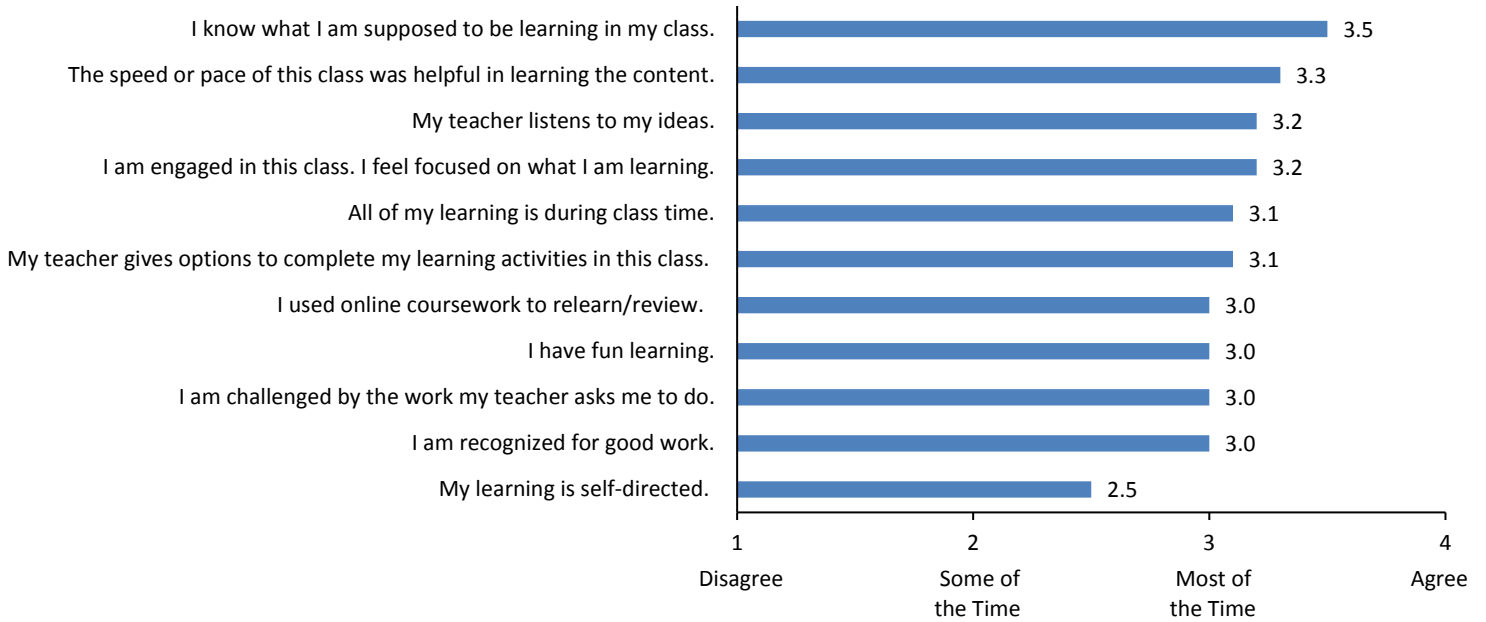 I know what I am supposed to be learning in my class. 3.5
The speed or pace of this class was helpful in learning the content. 3.3
My teacher listens to my ideas. 3.2
I am engaged in this class. I feel focused on what I am learning. 3.2
All of my learning is during class time. 3.1
My teacher gives options to complete my learning activities in this class. 3.1
I used online coursework to relearn/review. 3.0
I have fun learning. 3.0
I am challenged by the work my teacher asks me to do. 3.0
I am recognized for good work. 3.0
My learning is self-directed. 2.5
1 2 3 4
Disagree Some of Most of Agree
the Time the Time